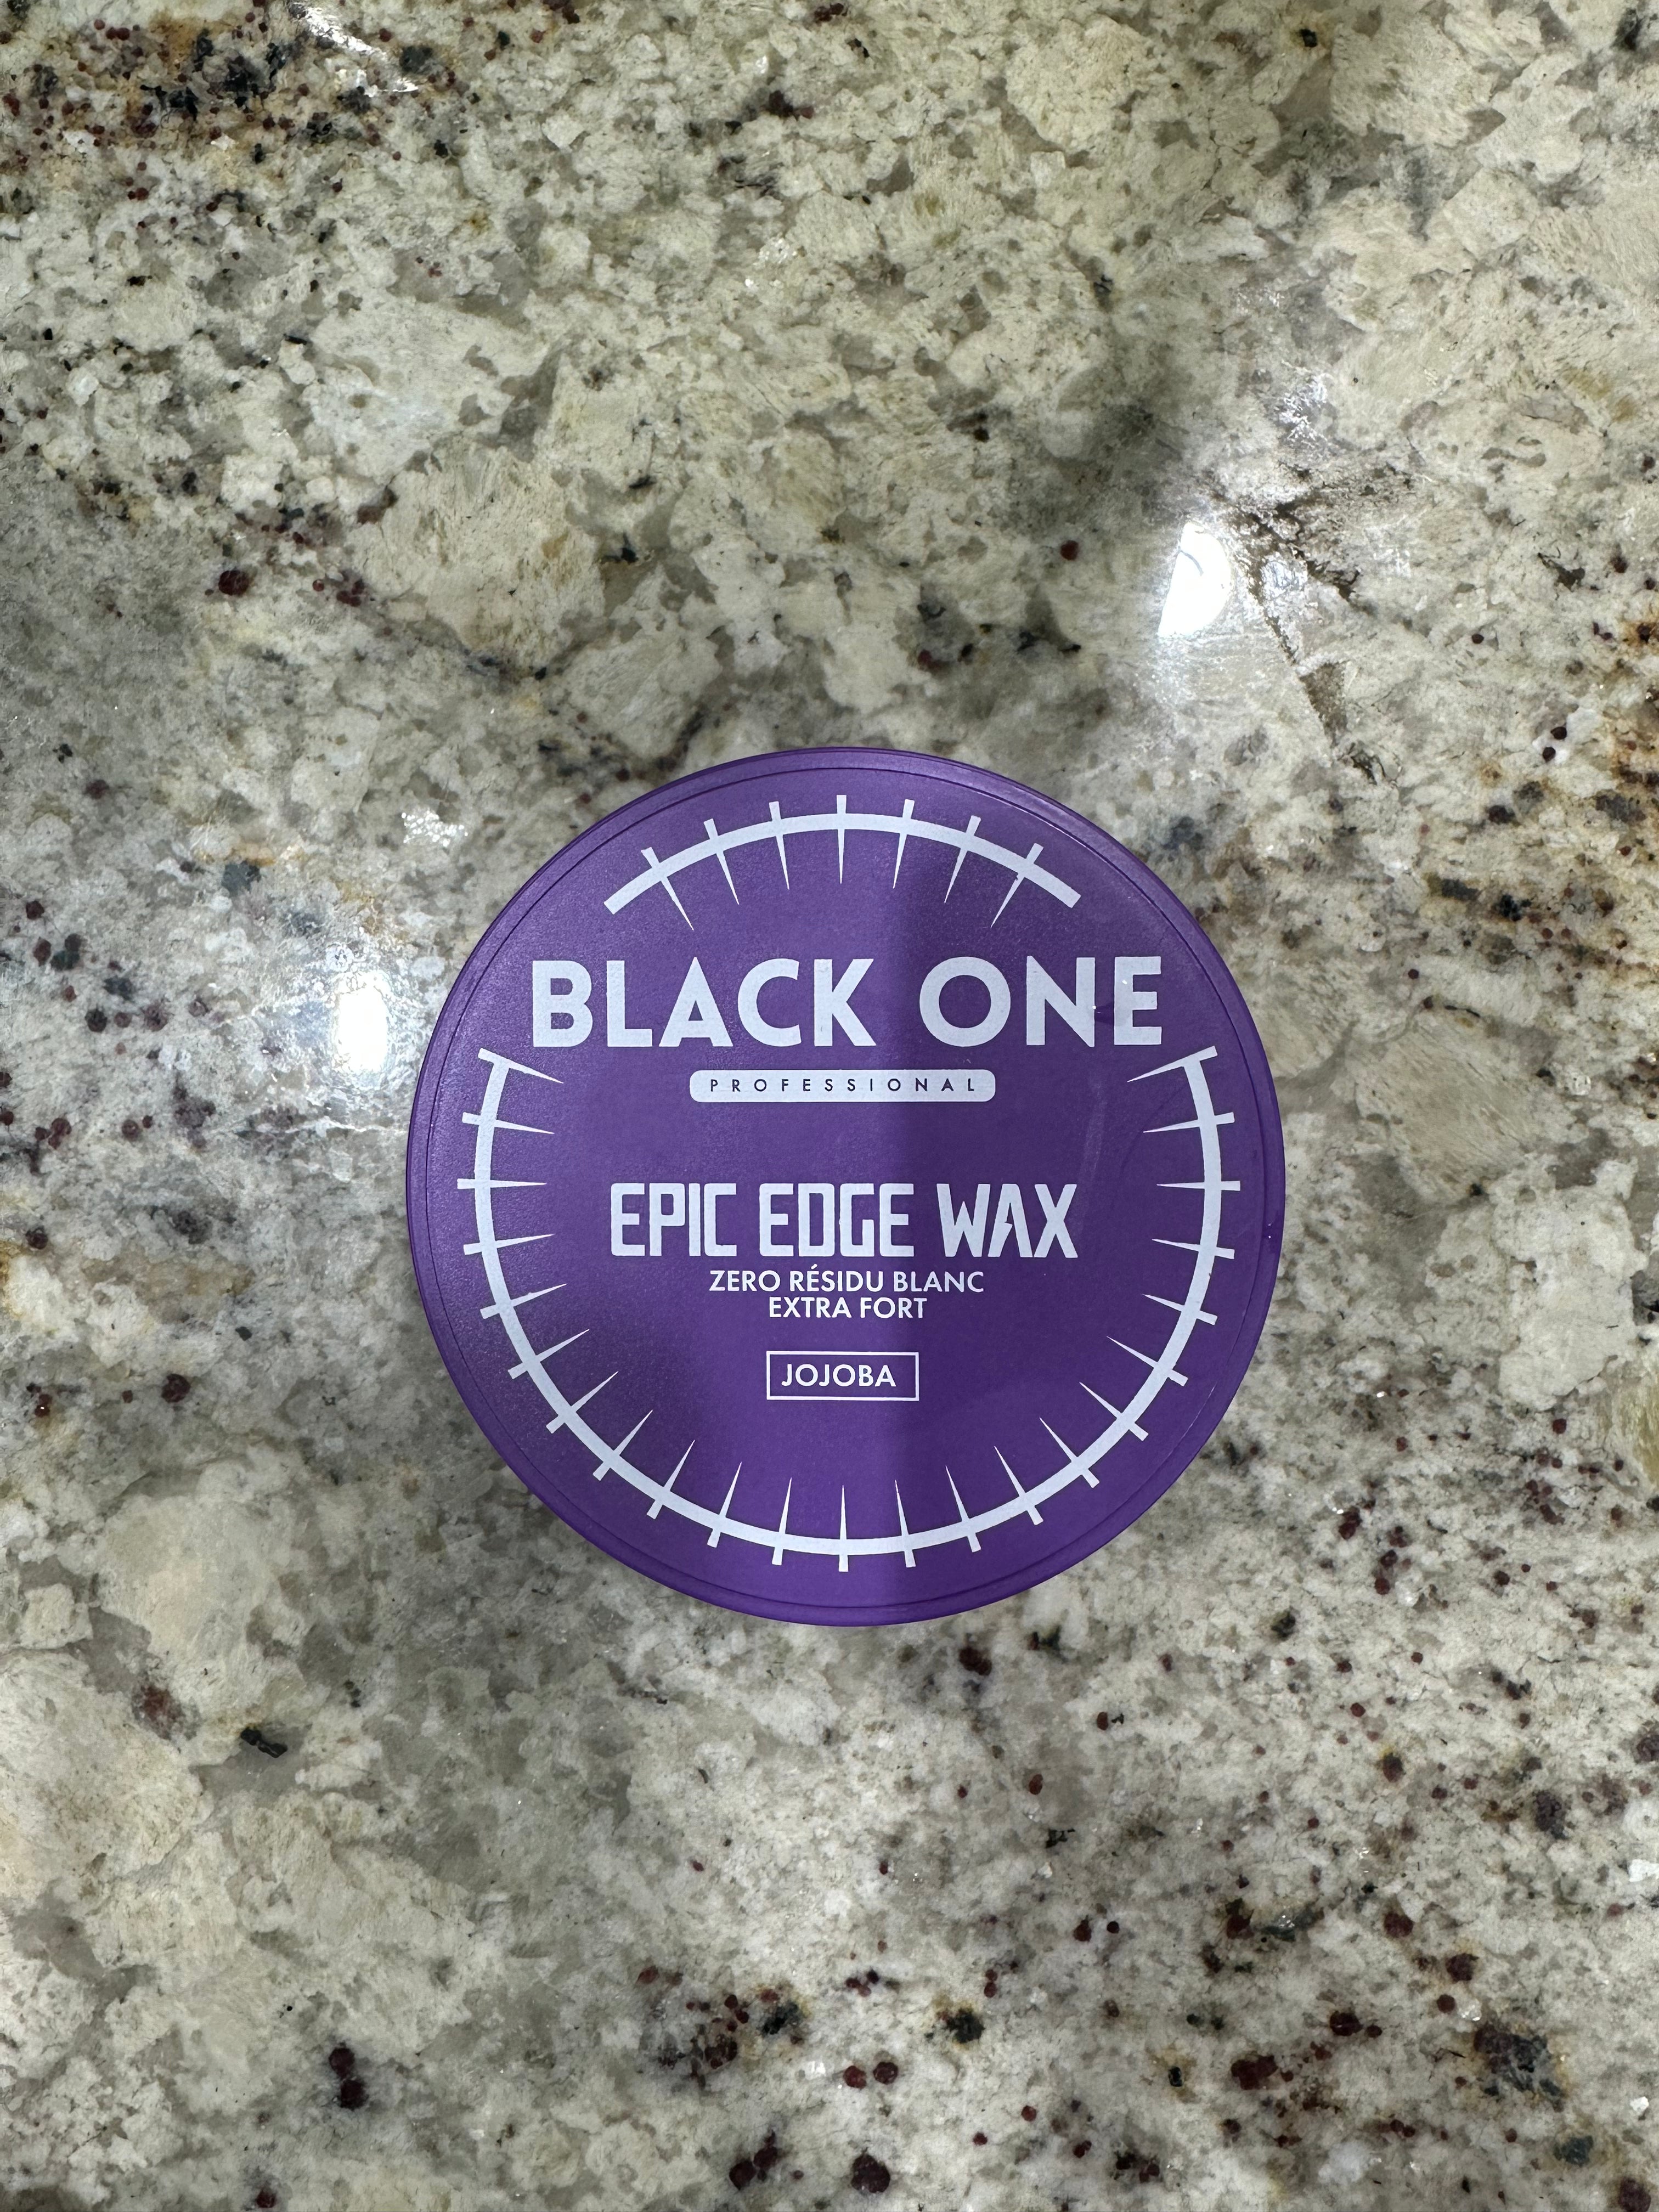 BLACK ONE
PROFESSIONAL
EPIC EDGE WAX
ZERO RÉSIDU BLANC
EXTRA FORT
JOJOBA